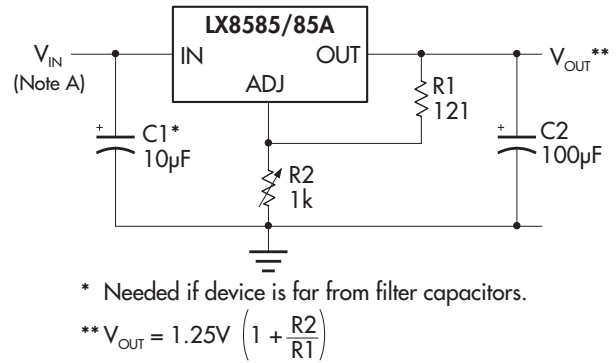 LX8585/85A
V_IN
(Note A)
IN
OUT
ADJ
V_OUT **
R1
121
C1*
10µF
C2
100µF
R2
1k
* Needed if device is far from filter capacitors.
** V_OUT = 1.25V (1 + R2/R1)